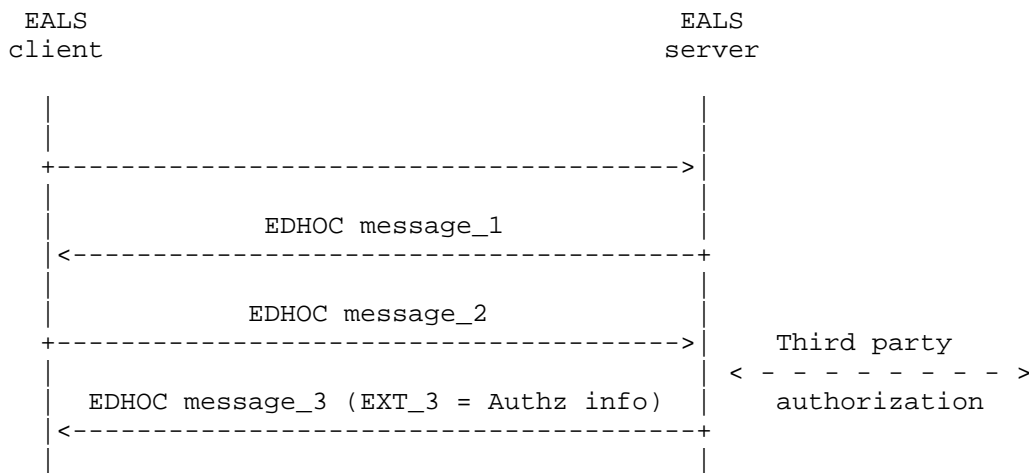 EALS EALS
client server
EDHOC message_1
EDHOC message_2
Third party
EDHOC message_3 (EXT_3 = Authz info) authorization